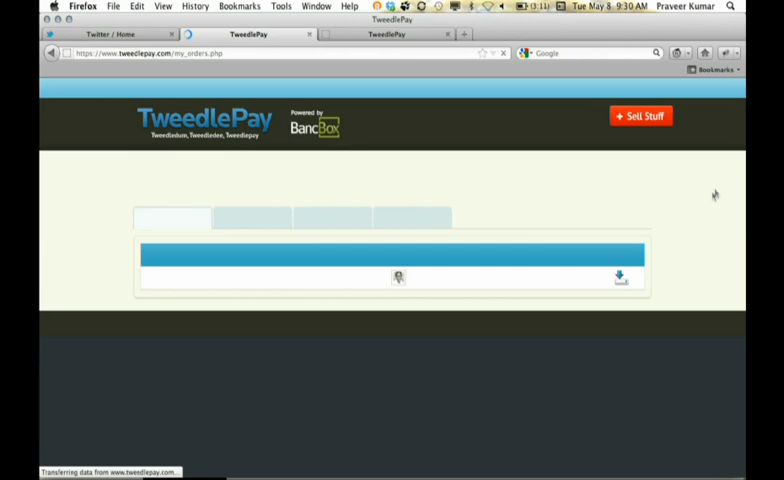 Firefox File Edit View History Bookmarks Tools Window Help (3:11) Tue May 8 9:30 AM Praveer Kumar
TweedlePay
Twitter / Home TweedlePay TweedlePay
https://www.tweedlepay.com/my_orders.php Google
Bookmarks
TweedlePay Powered by BancBox
Tweedledum, Tweedledee, Tweedlepay
+ Sell Stuff
Transferring data from www.tweedlepay.com...